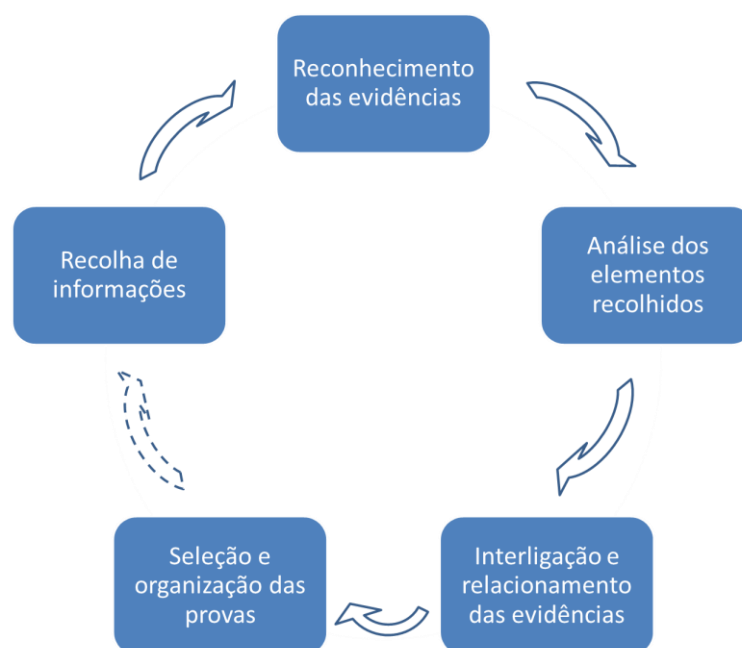 Reconhecimento
das evidências
Análise dos
elementos
recolhidos
Interligação e
relacionamento
das evidências
Seleção e
organização das
provas
Recolha de
informações